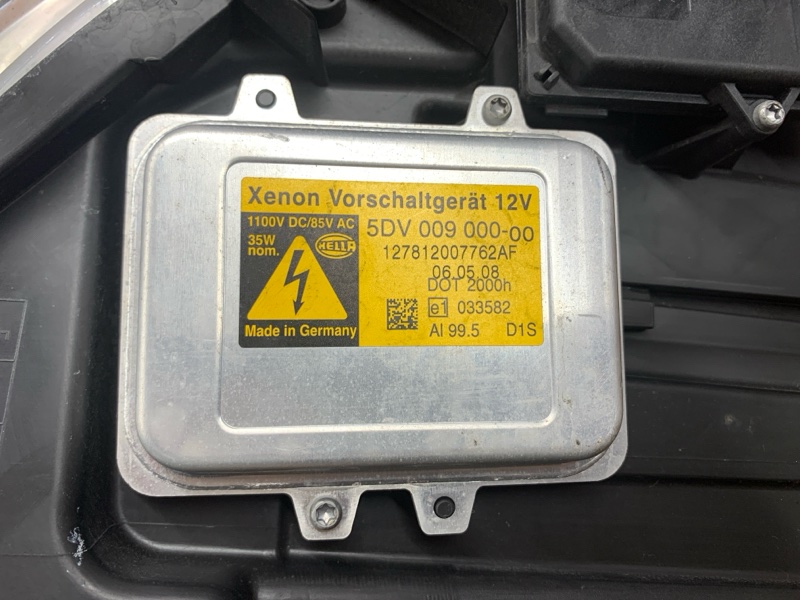 Xenon Vorschaltgerät 12V
1100V DC/85V AC
35W
nom.
HELLA
Made in Germany
5DV 009 000-00
127812007762AF
06.05.08
DOT 2000h
e1 033582
Al 99.5 D1S